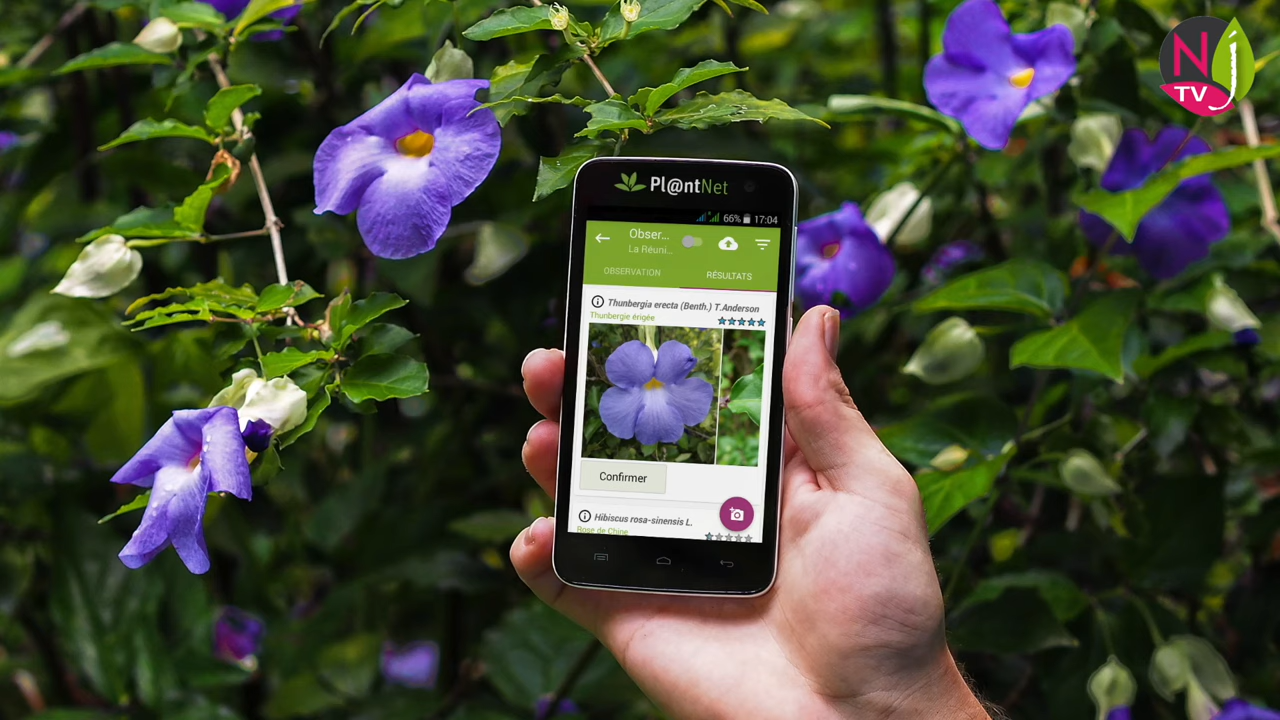 NJ
TV
Pl@ntNet
66% 17:04
Obser...
La Réuni...
OBSERVATION RÉSULTATS
Thunbergia erecta (Benth.) T.Anderson
Thunbergie érigée
Confirmer
Hibiscus rosa-sinensis L.
Rose de Chine